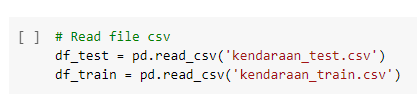 [ ] # Read file csv
df_test = pd.read_csv('kendaraan_test.csv')
df_train = pd.read_csv('kendaraan_train.csv')